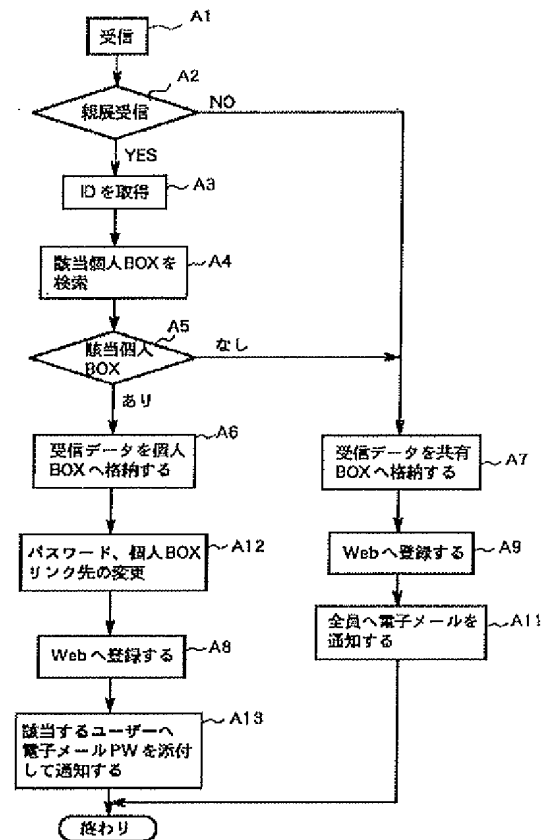 A1
受信
A2
親展受信
NO
YES
IDを取得
A3
該当個人BOXを
検索
A4
A5
該当個人
BOX
なし
あり
A6
受信データを個人
BOXへ格納する
受信データを共有
BOXへ格納する
A7
パスワード、個人BOX
リンク先の変更
A12
Webへ登録する
A9
Webへ登録する
A8
全員へ電子メールを
通知する
A11
該当するユーザーへ
電子メールPWを添付
して通知する
A13
終わり